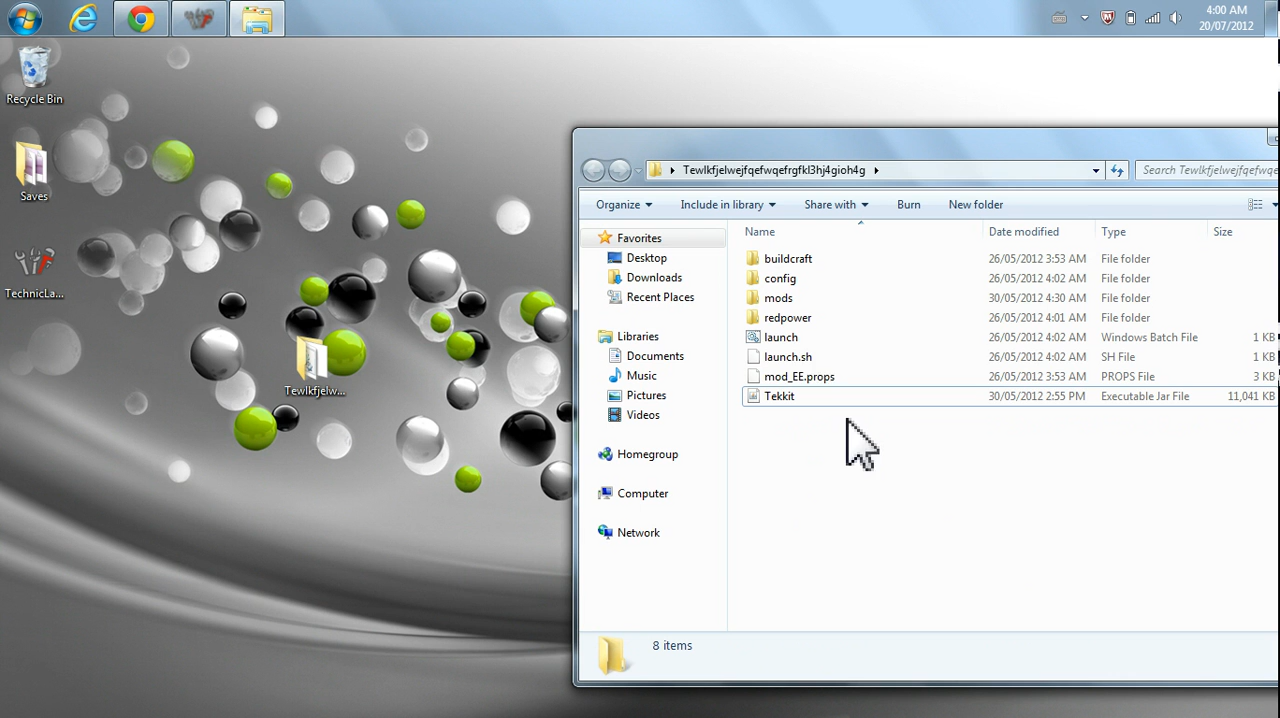 4:00 AM
20/07/2012
Recycle Bin
Saves
TechnicLa...
Tewlkfjelw...
Tewlkfjelwejfqefwqefrgfkl3hj4gioh4g
Search Tewlkfjelwejfqefwqe
Organize
Include in library
Share with
Burn
New folder
Favorites
Desktop
Downloads
Recent Places
Libraries
Documents
Music
Pictures
Videos
Homegroup
Computer
Network
Name Date modified Type Size
buildcraft 26/05/2012 3:53 AM File folder
config 26/05/2012 4:02 AM File folder
mods 30/05/2012 4:30 AM File folder
redpower 26/05/2012 4:01 AM File folder
launch 26/05/2012 4:02 AM Windows Batch File 1 KB
launch.sh 26/05/2012 4:02 AM SH File 1 KB
mod_EE.props 26/05/2012 3:53 AM PROPS File 3 KB
Tekkit 30/05/2012 2:55 PM Executable Jar File 11,041 KB
8 items